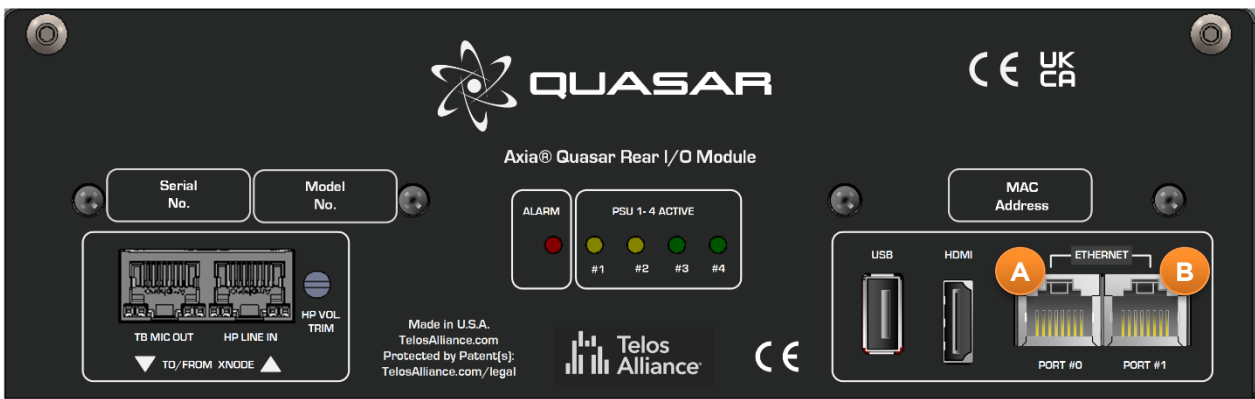 QUASAR
CE UK
CA
Axia® Quasar Rear I/O Module
Serial
No.
Model
No.
MAC
Address
ALARM
PSU 1- 4 ACTIVE
#1 #2 #3 #4
USB
HDMI
A
ETHERNET
B
HP VOL.
TRIM
TB MIC OUT
HP LINE IN
TO/FROM XNODE
Made in U.S.A.
TelosAlliance.com
Protected by Patent(s):
TelosAlliance.com/legal
Telos
Alliance®
CE
PORT #0
PORT #1